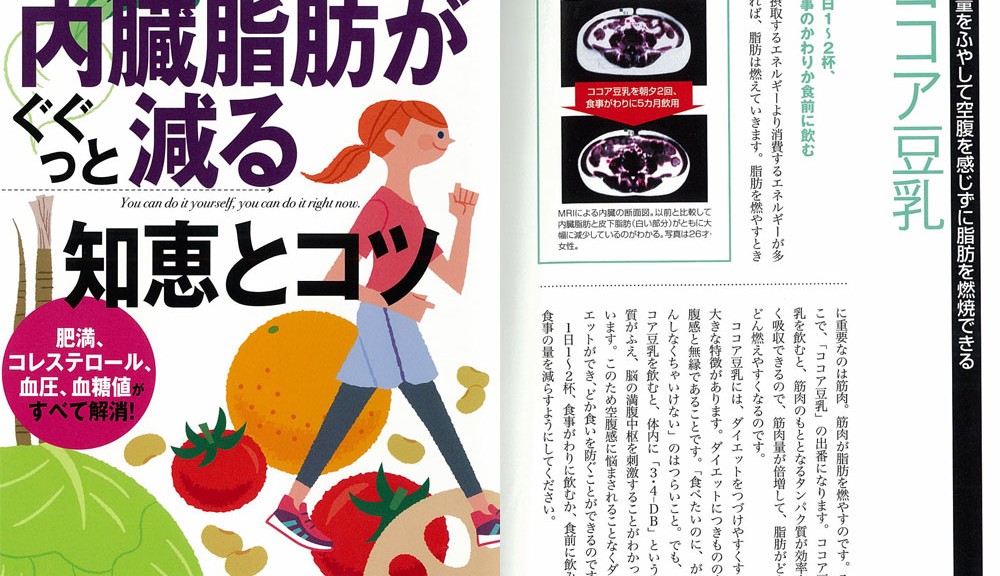 内臓脂肪が
ぐぐっと減る
You can do it yourself, you can do it right now.
知恵とコツ
肥満、
コレステロール、
血圧、血糖値が
すべて解消!
量をふやして空腹を感じずに脂肪を燃焼できる
ココア豆乳
日1〜2杯、
事のかわりか食前に飲む
摂取するエネルギーより消費するエネルギーが多
れば、脂肪は燃えていきます。脂肪を燃やすとき
ココア豆乳を朝夕2回、
食事がわりに5カ月飲用
MRIによる内臓の断面図。以前と比較して
内臓脂肪と皮下脂肪(白い部分)がともに大
幅に減少しているのがわかる。写真は26才・
女性。
に重要なのは筋肉。筋肉が脂肪を燃やすのです。
こで、「ココア豆乳」の出番になります。ココア
乳を飲むと、筋肉のもととなるタンパク質が効率
く吸収できるので、筋肉量が倍増して、脂肪がど
どん燃えやすくなるのです。
ココア豆乳には、ダイエットをつづけやすくす
大きな特徴があります。ダイエットにつきものの
腹感と無縁であることです。「食べたいのに、が
んしなくちゃいけない」のはつらいこと。でも、
コア豆乳を飲むと、体内に「3・4-DB」という
質がふえ、脳の満腹中枢を刺激することがわかっ
います。このため空腹感に悩まされることなくダ
エットができ、どか食いを防ぐことができるのです
1日1〜2杯、食事がわりに飲むか、食前に飲み
食事の量を減らすようにしてください。